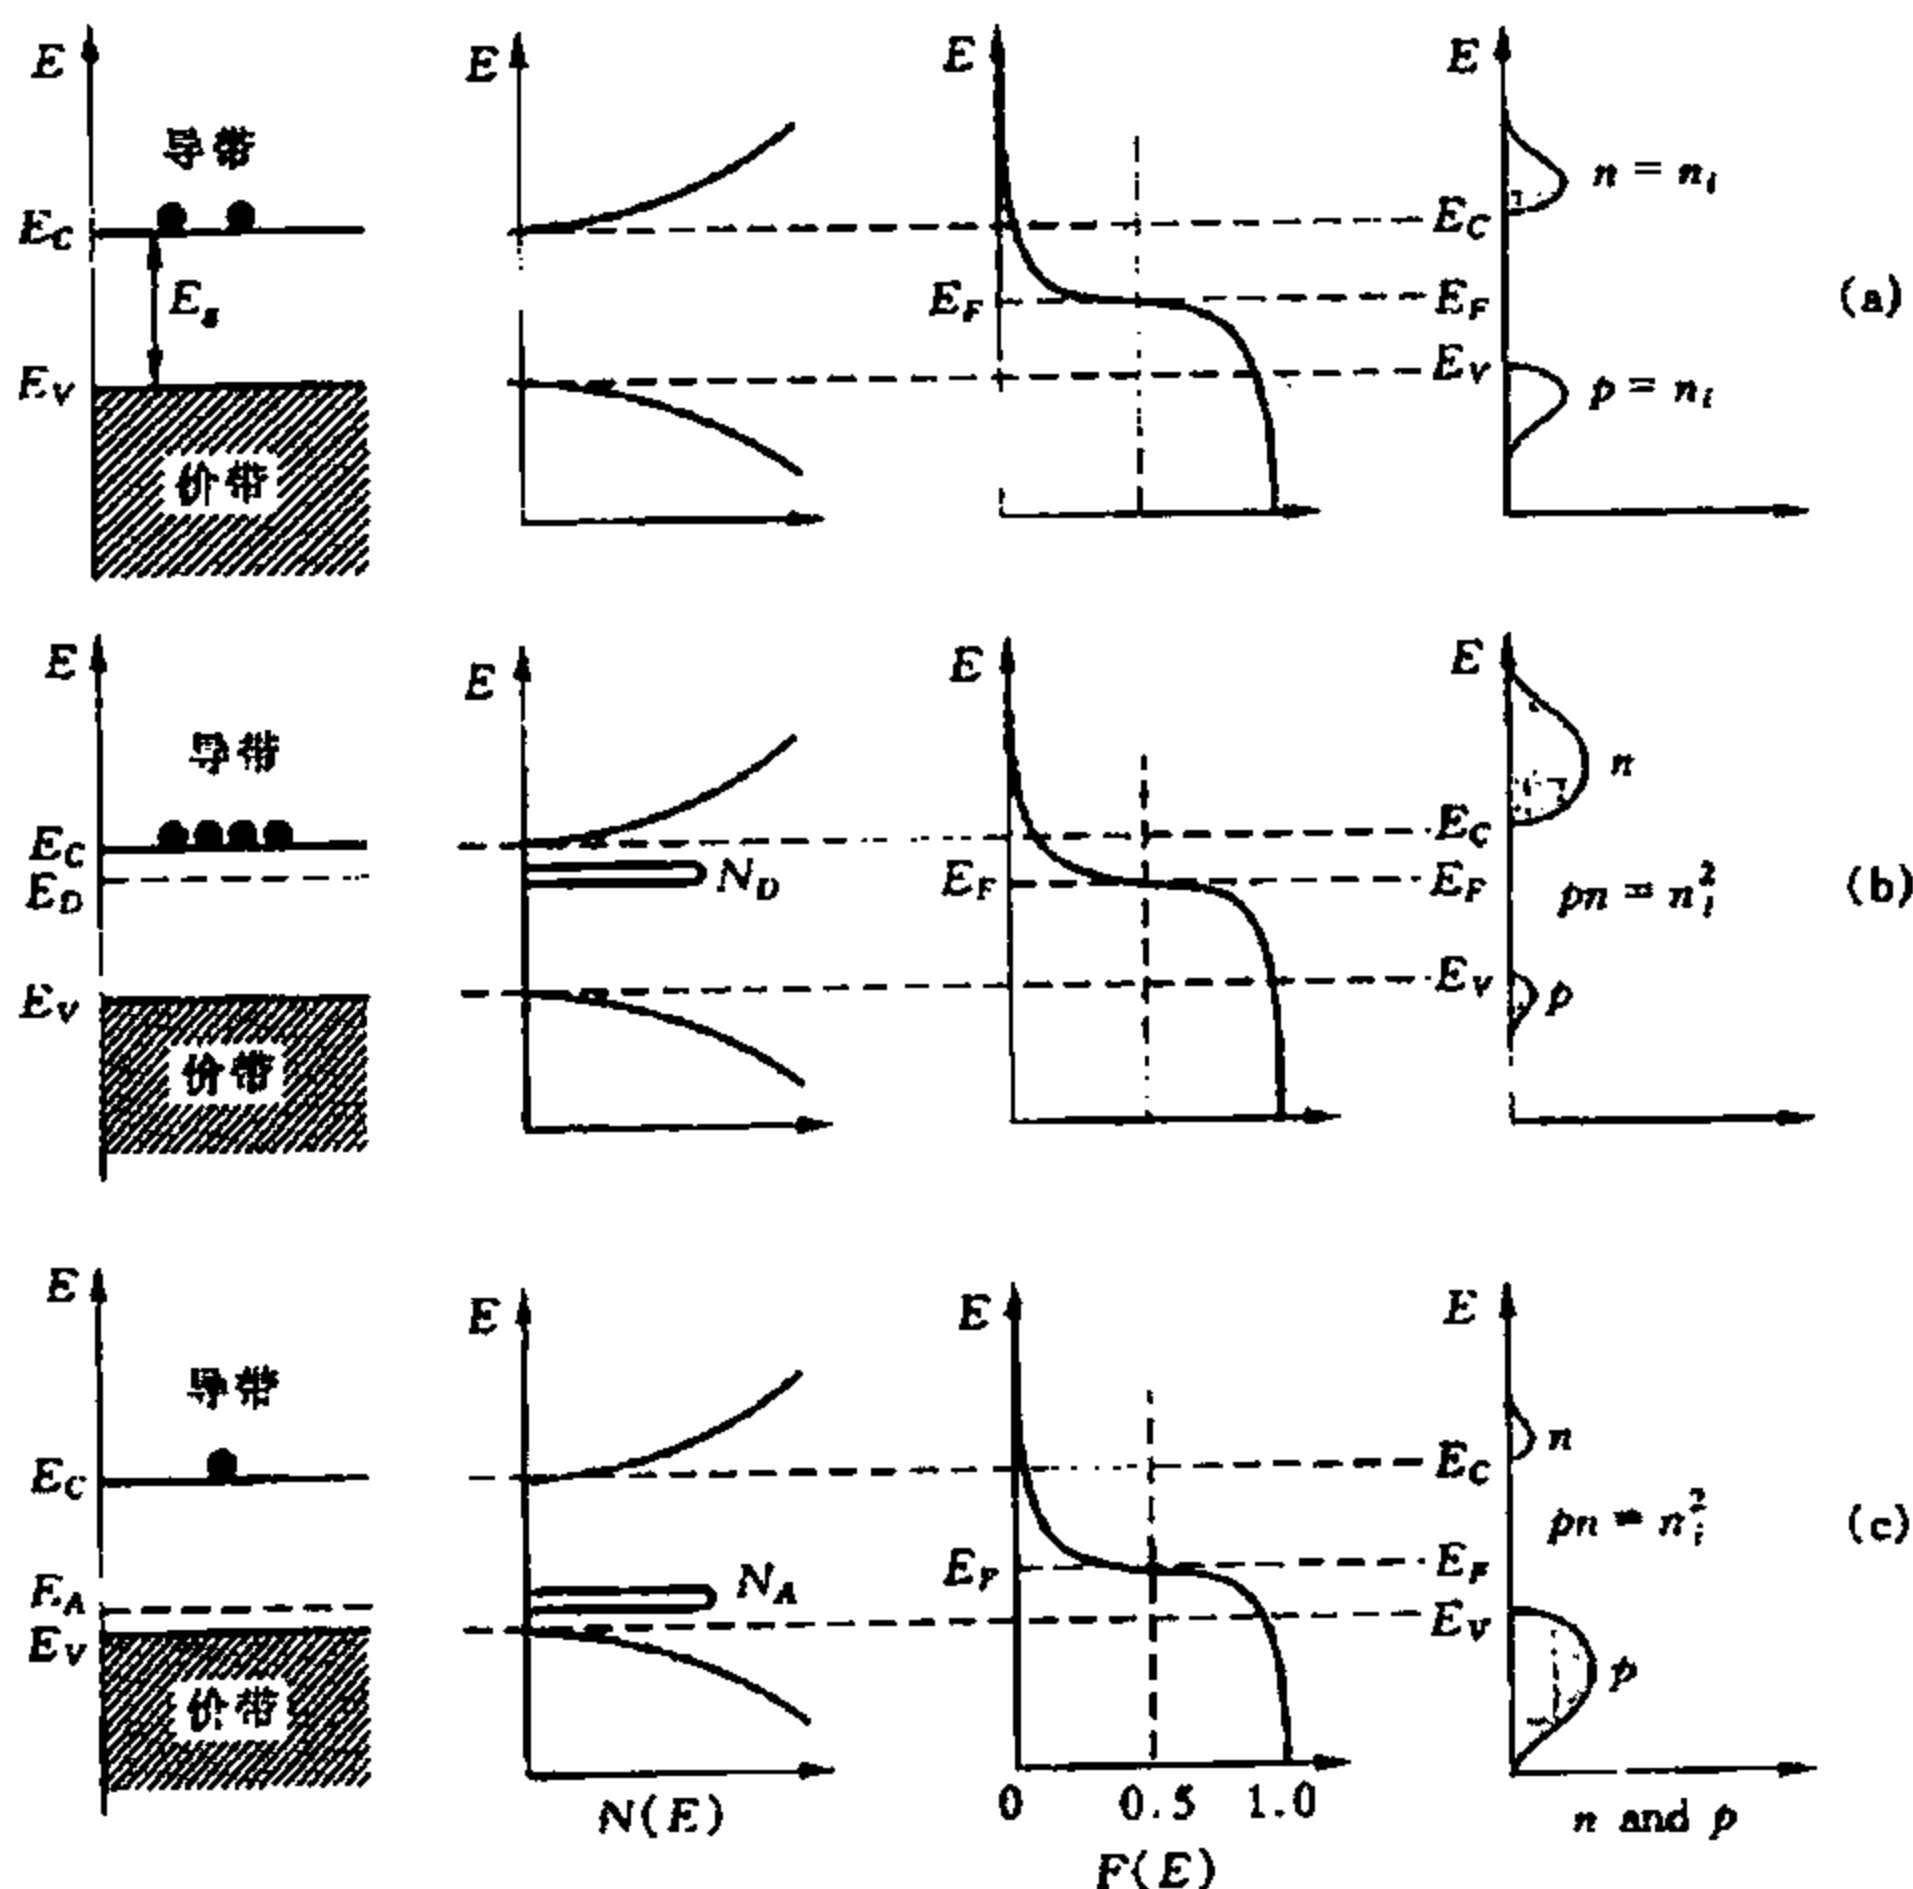 E
导带
E_C
E_g
E_V
价带
E
E
E_F
E
n = n_i
E_C
E_F
E_V
p = n_i
(a)
E
导带
E_C
E_D
E_V
价带
E
N_D
E
E_F
E
n
E_C
E_F
pn = n_i^2
E_V
p
(b)
E
导带
E_C
E_A
E_V
价带
E
N_A
N(E)
E
E_F
0 0.5 1.0
F(E)
E
n
E_C
pn = n_i^2
E_F
E_V
p
n and p
(c)